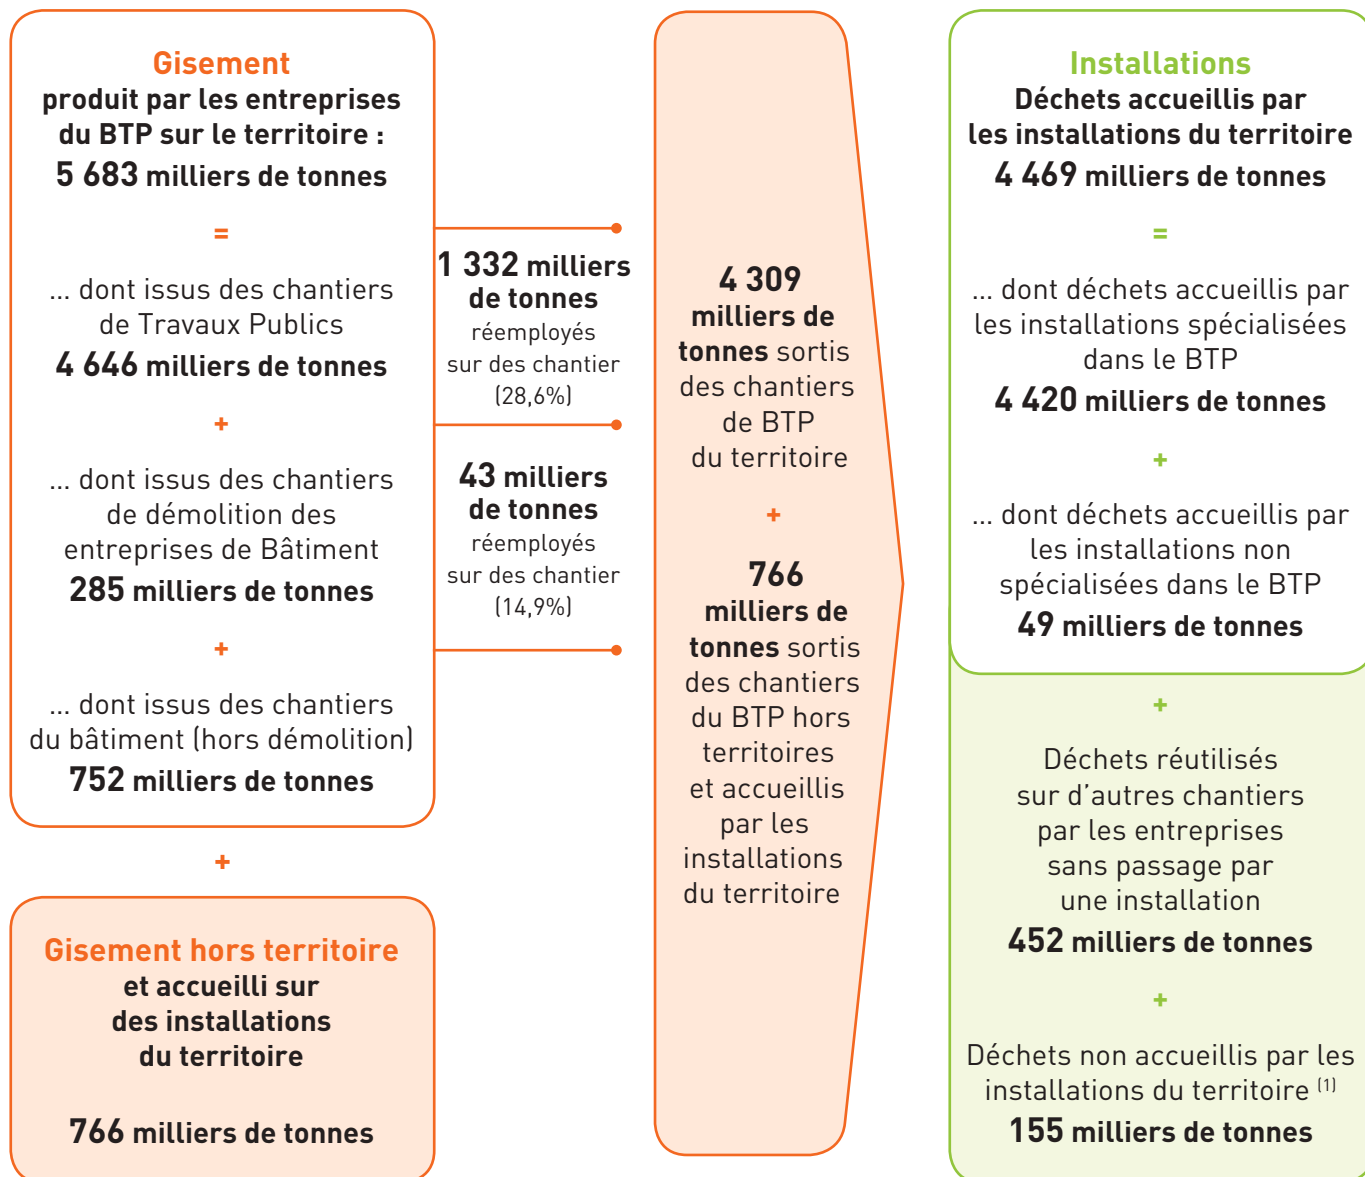 Gisement
produit par les entreprises
du BTP sur le territoire :
5 683 milliers de tonnes
=
... dont issus des chantiers
de Travaux Publics
4 646 milliers de tonnes
+
... dont issus des chantiers
de démolition des
entreprises de Bâtiment
285 milliers de tonnes
+
... dont issus des chantiers
du bâtiment (hors démolition)
752 milliers de tonnes
+
Gisement hors territoire
et accueilli sur
des installations
du territoire
766 milliers de tonnes
1 332 milliers
de tonnes
réemployés
sur des chantier
(28,6%)
43 milliers
de tonnes
réemployés
sur des chantier
(14,9%)
4 309
milliers de
tonnes sortis
des chantiers
de BTP
du territoire
+
766
milliers de
tonnes sortis
des chantiers
du BTP hors
territoires
et accueillis
par les
installations
du territoire
Installations
Déchets accueillis par
les installations du territoire
4 469 milliers de tonnes
=
... dont déchets accueillis par
les installations spécialisées
dans le BTP
4 420 milliers de tonnes
+
... dont déchets accueillis par
les installations non
spécialisées dans le BTP
49 milliers de tonnes
+
Déchets réutilisés
sur d'autres chantiers
par les entreprises
sans passage par
une installation
452 milliers de tonnes
+
Déchets non accueillis par les
installations du territoire (1)
155 milliers de tonnes